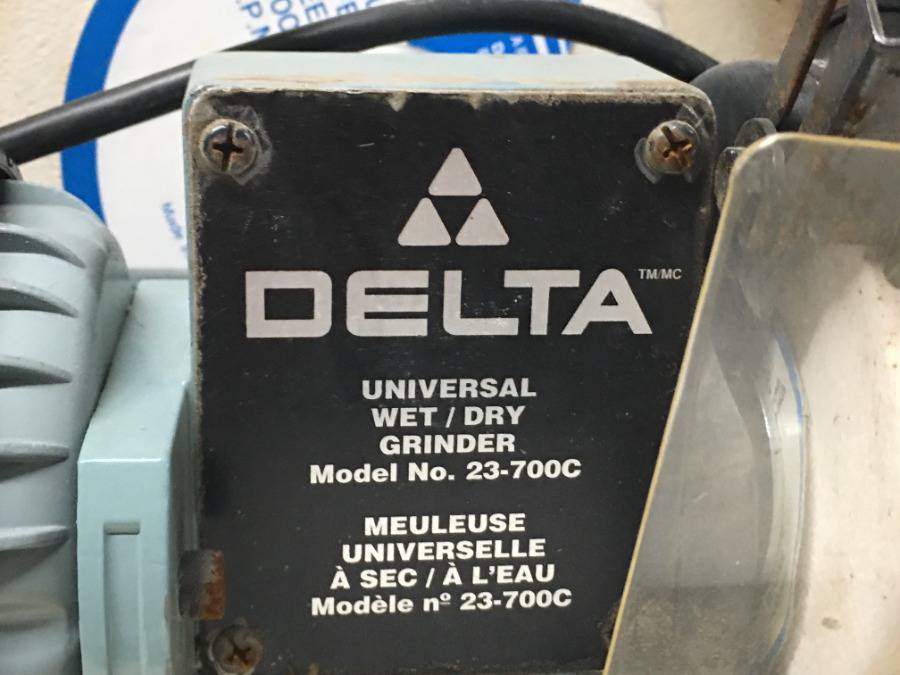 DELTA TM/MC
UNIVERSAL
WET / DRY
GRINDER
Model No. 23-700C
MEULEUSE
UNIVERSELLE
À SEC / À L'EAU
Modèle nº 23-700C